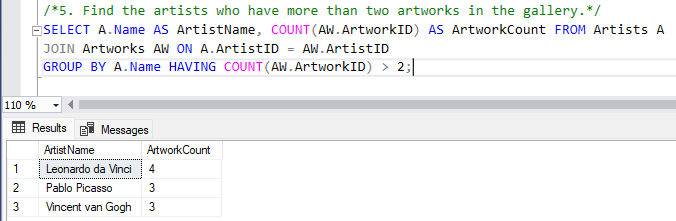 /*5. Find the artists who have more than two artworks in the gallery.*/
SELECT A.Name AS ArtistName, COUNT(AW.ArtworkID) AS ArtworkCount FROM Artists A
JOIN Artworks AW ON A.ArtistID = AW.ArtistID
GROUP BY A.Name HAVING COUNT(AW.ArtworkID) > 2;
110 %
Results Messages
ArtistName ArtworkCount
1 Leonardo da Vinci 4
2 Pablo Picasso 3
3 Vincent van Gogh 3